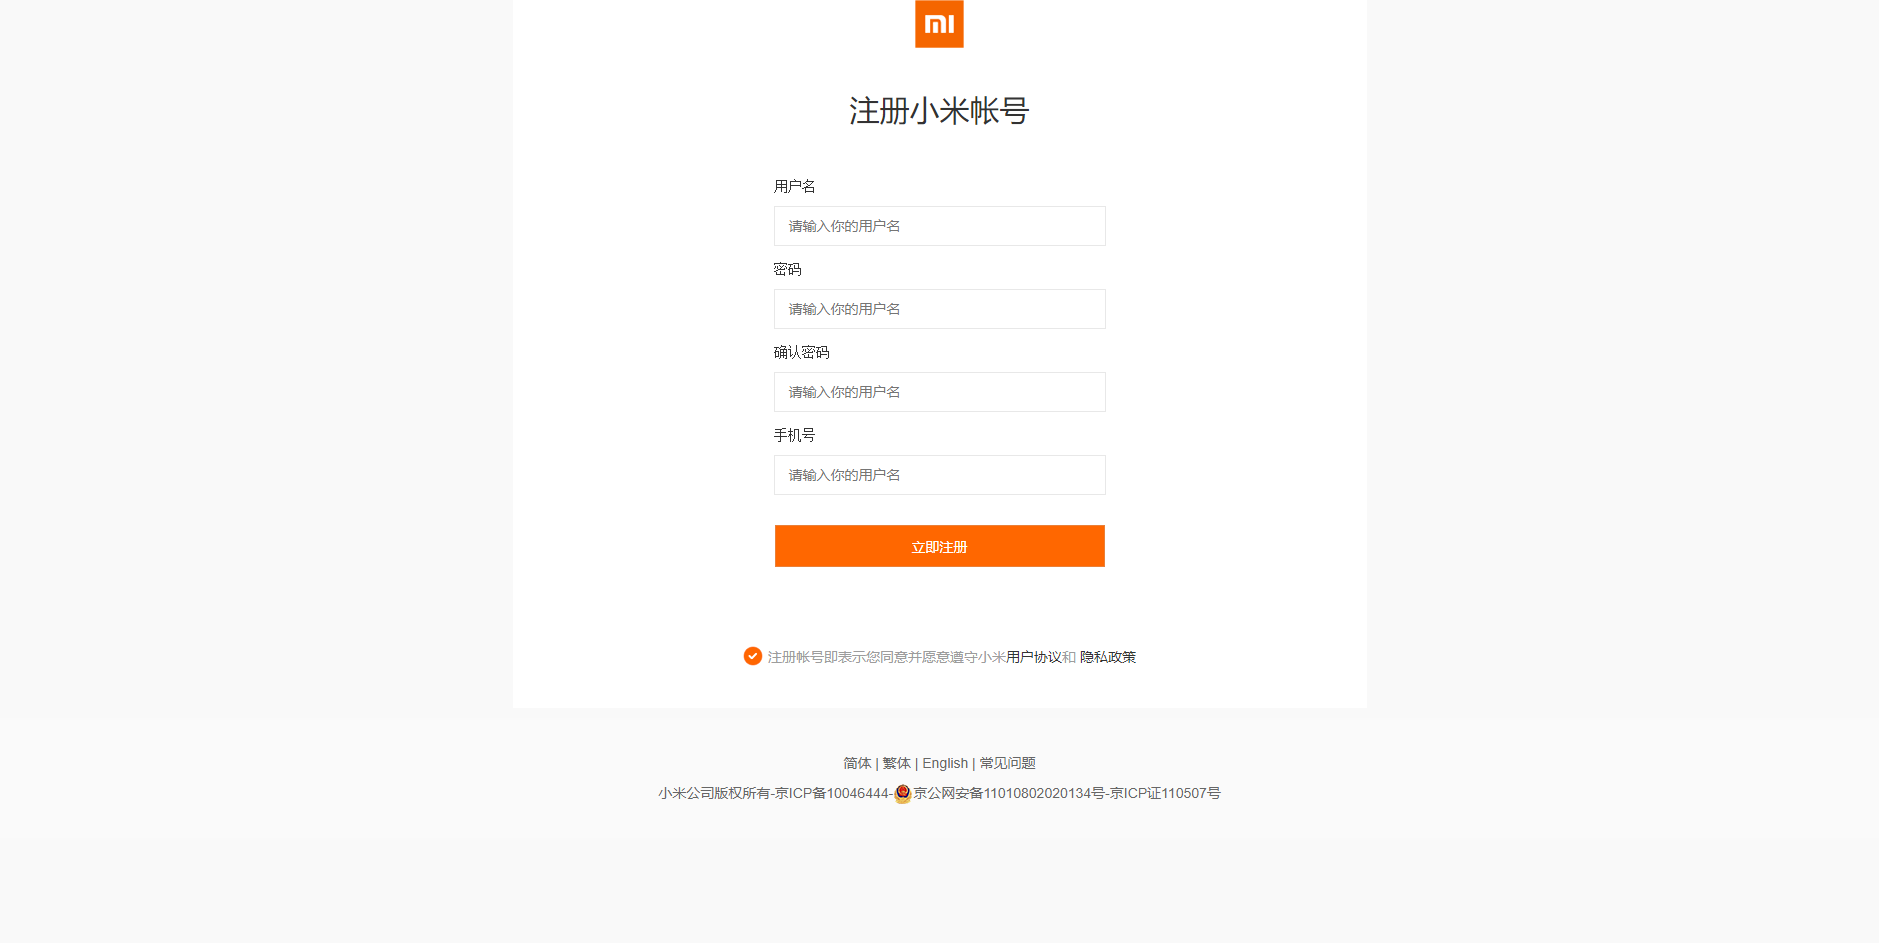 mi
注册小米帐号
用户名
请输入你的用户名
密码
请输入你的用户名
确认密码
请输入你的用户名
手机号
请输入你的用户名
立即注册
注册帐号即表示您同意并愿意遵守小米用户协议和 隐私政策
简体 | 繁体 | English | 常见问题
小米公司版权所有-京ICP备10046444-京公网安备11010802020134号-京ICP证110507号